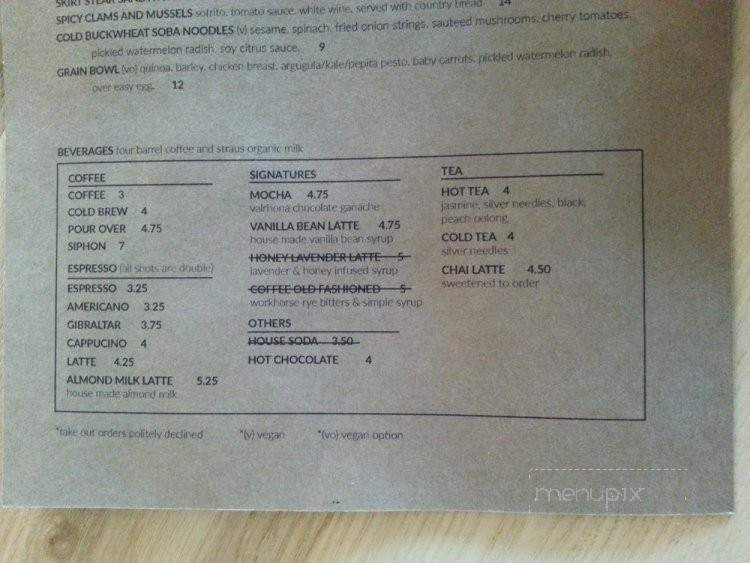 SKIRT STEAK
SPICY CLAMS AND MUSSELS sofrito, tomato sauce, white wine, served with country bread 14
COLD BUCKWHEAT SOBA NOODLES (v) sesame, spinach, fried onion strings, sauteed mushrooms, cherry tomatoes,
pickled watermelon radish, soy citrus sauce. 9
GRAIN BOWL (vo) quinoa, barley, chicken breast, argugula/kale/pepita pesto, baby carrots, pickled watermelon radish,
over easy egg. 12
BEVERAGES four barrel coffee and straus organic milk
COFFEE
COFFEE 3
COLD BREW 4
POUR OVER 4.75
SIPHON 7
ESPRESSO (all shots are double)
ESPRESSO 3.25
AMERICANO 3.25
GIBRALTAR 3.75
CAPPUCINO 4
LATTE 4.25
ALMOND MILK LATTE 5.25
house made almond milk
SIGNATURES
MOCHA 4.75
valrhona chocolate ganache
VANILLA BEAN LATTE 4.75
house made vanilla bean syrup
HONEY LAVENDER LATTE 5
lavender & honey infused syrup
COFFEE OLD FASHIONED 5
workhorse rye bitters & simple syrup
OTHERS
HOUSE SODA 3.50
HOT CHOCOLATE 4
TEA
HOT TEA 4
jasmine, silver needles, black,
peach oolong
COLD TEA 4
silver needles
CHAI LATTE 4.50
sweetened to order
*take out orders politely declined *(v) vegan *(vo) vegan option
menupix